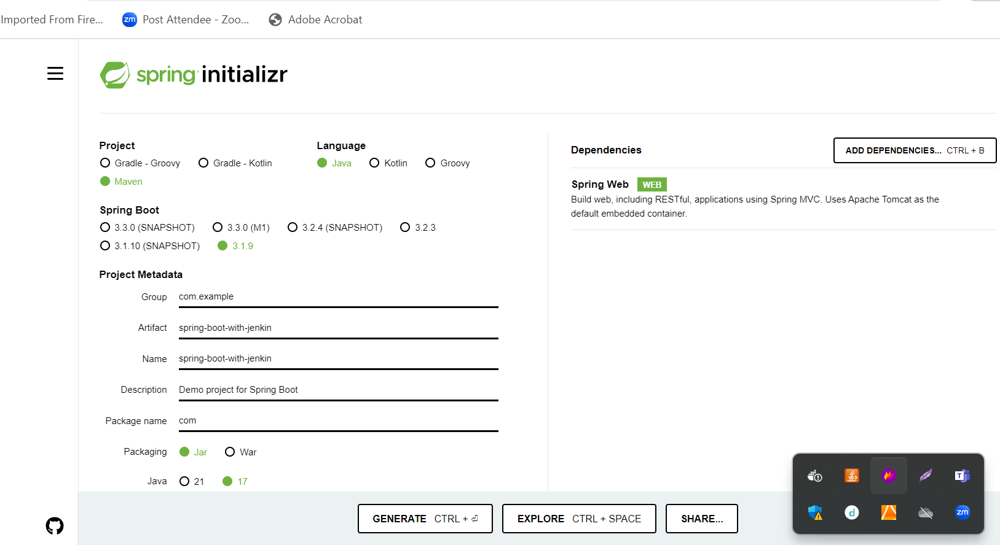 Imported From Fire... zm Post Attendee - Zoo... Adobe Acrobat
spring initializr
Project
Gradle - Groovy Gradle - Kotlin
Maven
Language
Java Kotlin Groovy
Spring Boot
3.3.0 (SNAPSHOT) 3.3.0 (M1) 3.2.4 (SNAPSHOT) 3.2.3
3.1.10 (SNAPSHOT) 3.1.9
Project Metadata
Group com.example
Artifact spring-boot-with-jenkin
Name spring-boot-with-jenkin
Description Demo project for Spring Boot
Package name com
Packaging Jar War
Java 21 17
Dependencies ADD DEPENDENCIES... CTRL + B
Spring Web WEB
Build web, including RESTful, applications using Spring MVC. Uses Apache Tomcat as the
default embedded container.
GENERATE CTRL + ⏎ EXPLORE CTRL + SPACE SHARE...
T
d zm